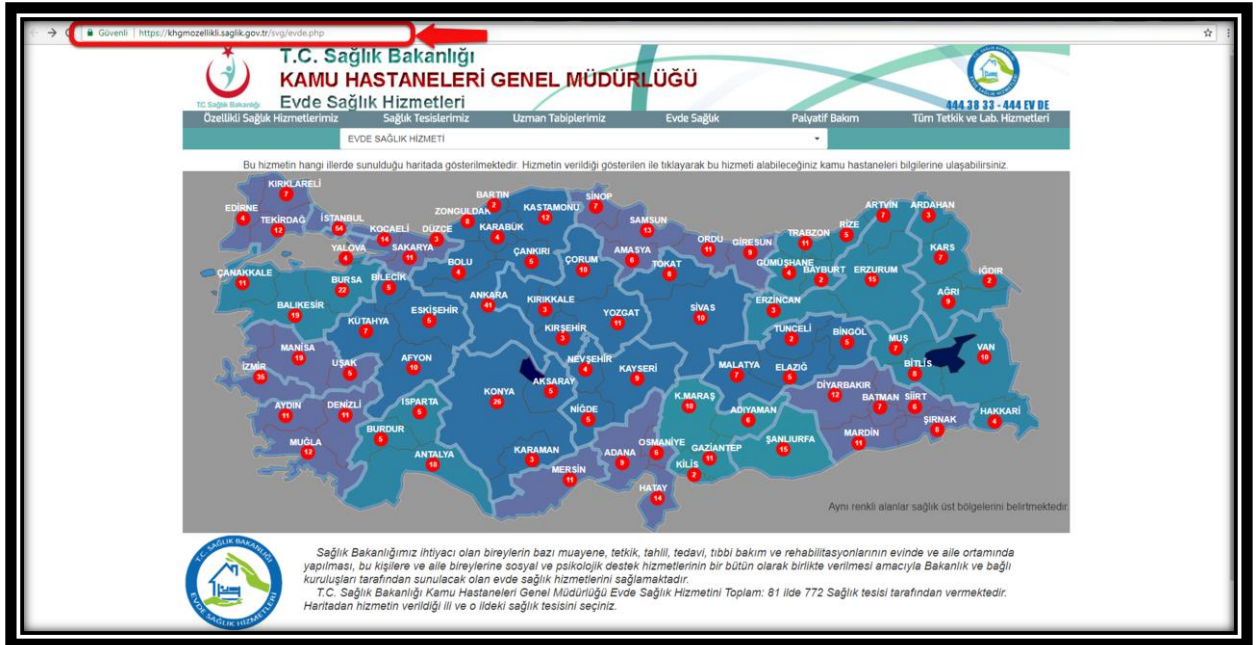 Güvenli | https://khgmozellikli.saglik.gov.tr/svg/evde.php
T.C. Sağlık Bakanlığı
KAMU HASTANELERİ GENEL MÜDÜRLÜĞÜ
Evde Sağlık Hizmetleri
T.C. Sağlık Bakanlığı
444 38 33 - 444 EV DE
Özellikli Sağlık Hizmetlerimiz Sağlık Tesislerimiz Uzman Tabiplerimiz Evde Sağlık Palyatif Bakım Tüm Tetkik ve Lab. Hizmetleri
EVDE SAĞLIK HİZMETİ
Bu hizmetin hangi illerde sunulduğu haritada gösterilmektedir. Hizmetin verildiği gösterilen ile tıklayarak bu hizmeti alabileceğiniz kamu hastaneleri bilgilerine ulaşabilirsiniz.
KIRKLARELİ 7
EDİRNE 4
TEKİRDAĞ 12
İSTANBUL 54
KOCAELİ 14
YALOVA 4
SAKARYA 11
DÜZCE 3
ZONGULDAK 8
BARTIN 2
KARABÜK 4
KASTAMONU 12
SİNOP 7
SAMSUN 13
ORDU 11
GİRESUN 9
TRABZON 11
RİZE 5
ARTVİN 7
ARDAHAN 3
KARS 7
IĞDIR 2
AĞRI 9
ERZURUM 15
BAYBURT 2
GÜMÜŞHANE 4
ERZİNCAN 3
TOKAT 8
AMASYA 6
ÇORUM 10
ÇANKIRI 5
BOLU 4
BİLECİK 5
BURSA 22
ÇANAKKALE 11
BALIKESİR 19
KÜTAHYA 7
ESKİŞEHİR 5
ANKARA 41
KIRIKKALE 3
KIRŞEHİR 3
YOZGAT 11
SİVAS 10
TUNCELİ 2
BİNGÖL 5
MUŞ 7
BİTLİS 8
VAN 10
HAKKARİ 4
ŞIRNAK 8
SİİRT 6
BATMAN 7
DİYARBAKIR 12
MARDİN 11
ELAZIĞ 5
MALATYA 7
KAYSERİ 9
NEVŞEHİR 4
AKSARAY 5
NİĞDE 5
KONYA 26
AFYON 10
UŞAK 5
MANİSA 19
İZMİR 35
AYDIN 11
DENİZLİ 11
MUĞLA 12
BURDUR 5
ISPARTA 5
ANTALYA 18
KARAMAN 3
MERSİN 11
ADANA 9
OSMANİYE 6
HATAY 14
K.MARAŞ 10
GAZİANTEP 11
KİLİS 2
ADIYAMAN 6
ŞANLIURFA 15
Aynı renkli alanlar sağlık üst bölgelerini belirtmektedir.
T.C. SAĞLIK BAKANLIĞI
EVDE SAĞLIK HİZMETLERİ
Sağlık Bakanlığımız ihtiyacı olan bireylerin bazı muayene, tetkik, tahlil, tedavi, tıbbi bakım ve rehabilitasyonlarının evinde ve aile ortamında
yapılması, bu kişilere ve aile bireylerine sosyal ve psikolojik destek hizmetlerinin bir bütün olarak birlikte verilmesi amacıyla Bakanlık ve bağlı
kuruluşları tarafından sunulacak olan evde sağlık hizmetlerini sağlamaktadır.
T.C. Sağlık Bakanlığı Kamu Hastaneleri Genel Müdürlüğü Evde Sağlık Hizmetini Toplam: 81 ilde 772 Sağlık tesisi tarafından vermektedir.
Haritadan hizmetin verildiği ili ve o ildeki sağlık tesisini seçiniz.